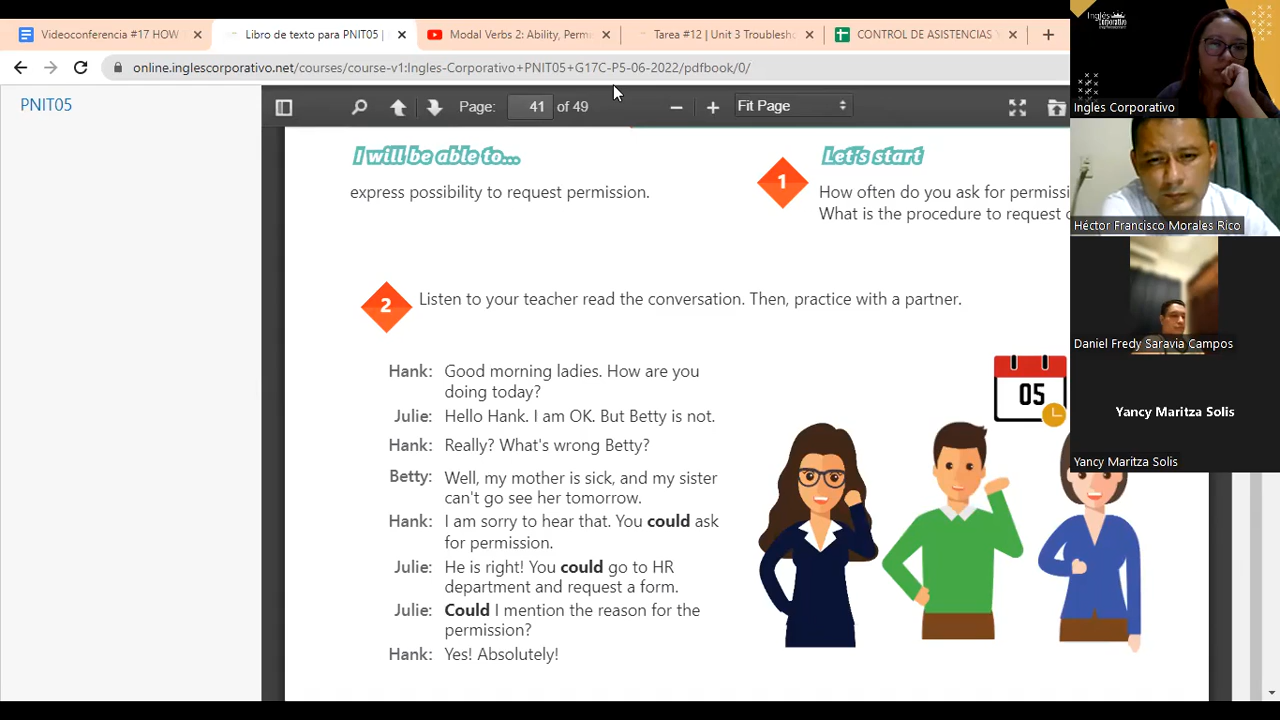 Videoconferencia #17 HOW
Libro de texto para PNIT05 |
Modal Verbs 2: Ability, Perm
Tarea #12 | Unit 3 Troublesh
CONTROL DE ASISTENCIAS
online.inglescorporativo.net/courses/course-v1:Ingles-Corporativo+PNIT05+G17C-P5-06-2022/pdfbook/0/
PNIT05
Page: 41 of 49
Fit Page
I will be able to...
express possibility to request permission.
Let's start
1
How often do you ask for permissi
What is the procedure to request
2
Listen to your teacher read the conversation. Then, practice with a partner.
Hank: Good morning ladies. How are you
doing today?
Julie: Hello Hank. I am OK. But Betty is not.
Hank: Really? What's wrong Betty?
Betty: Well, my mother is sick, and my sister
can't go see her tomorrow.
Hank: I am sorry to hear that. You could ask
for permission.
Julie: He is right! You could go to HR
department and request a form.
Julie: Could I mention the reason for the
permission?
Hank: Yes! Absolutely!
05
Inglés
Corporativo
Ingles Corporativo
Héctor Francisco Morales Rico
Daniel Fredy Saravia Campos
Yancy Maritza Solis
Yancy Maritza Solis